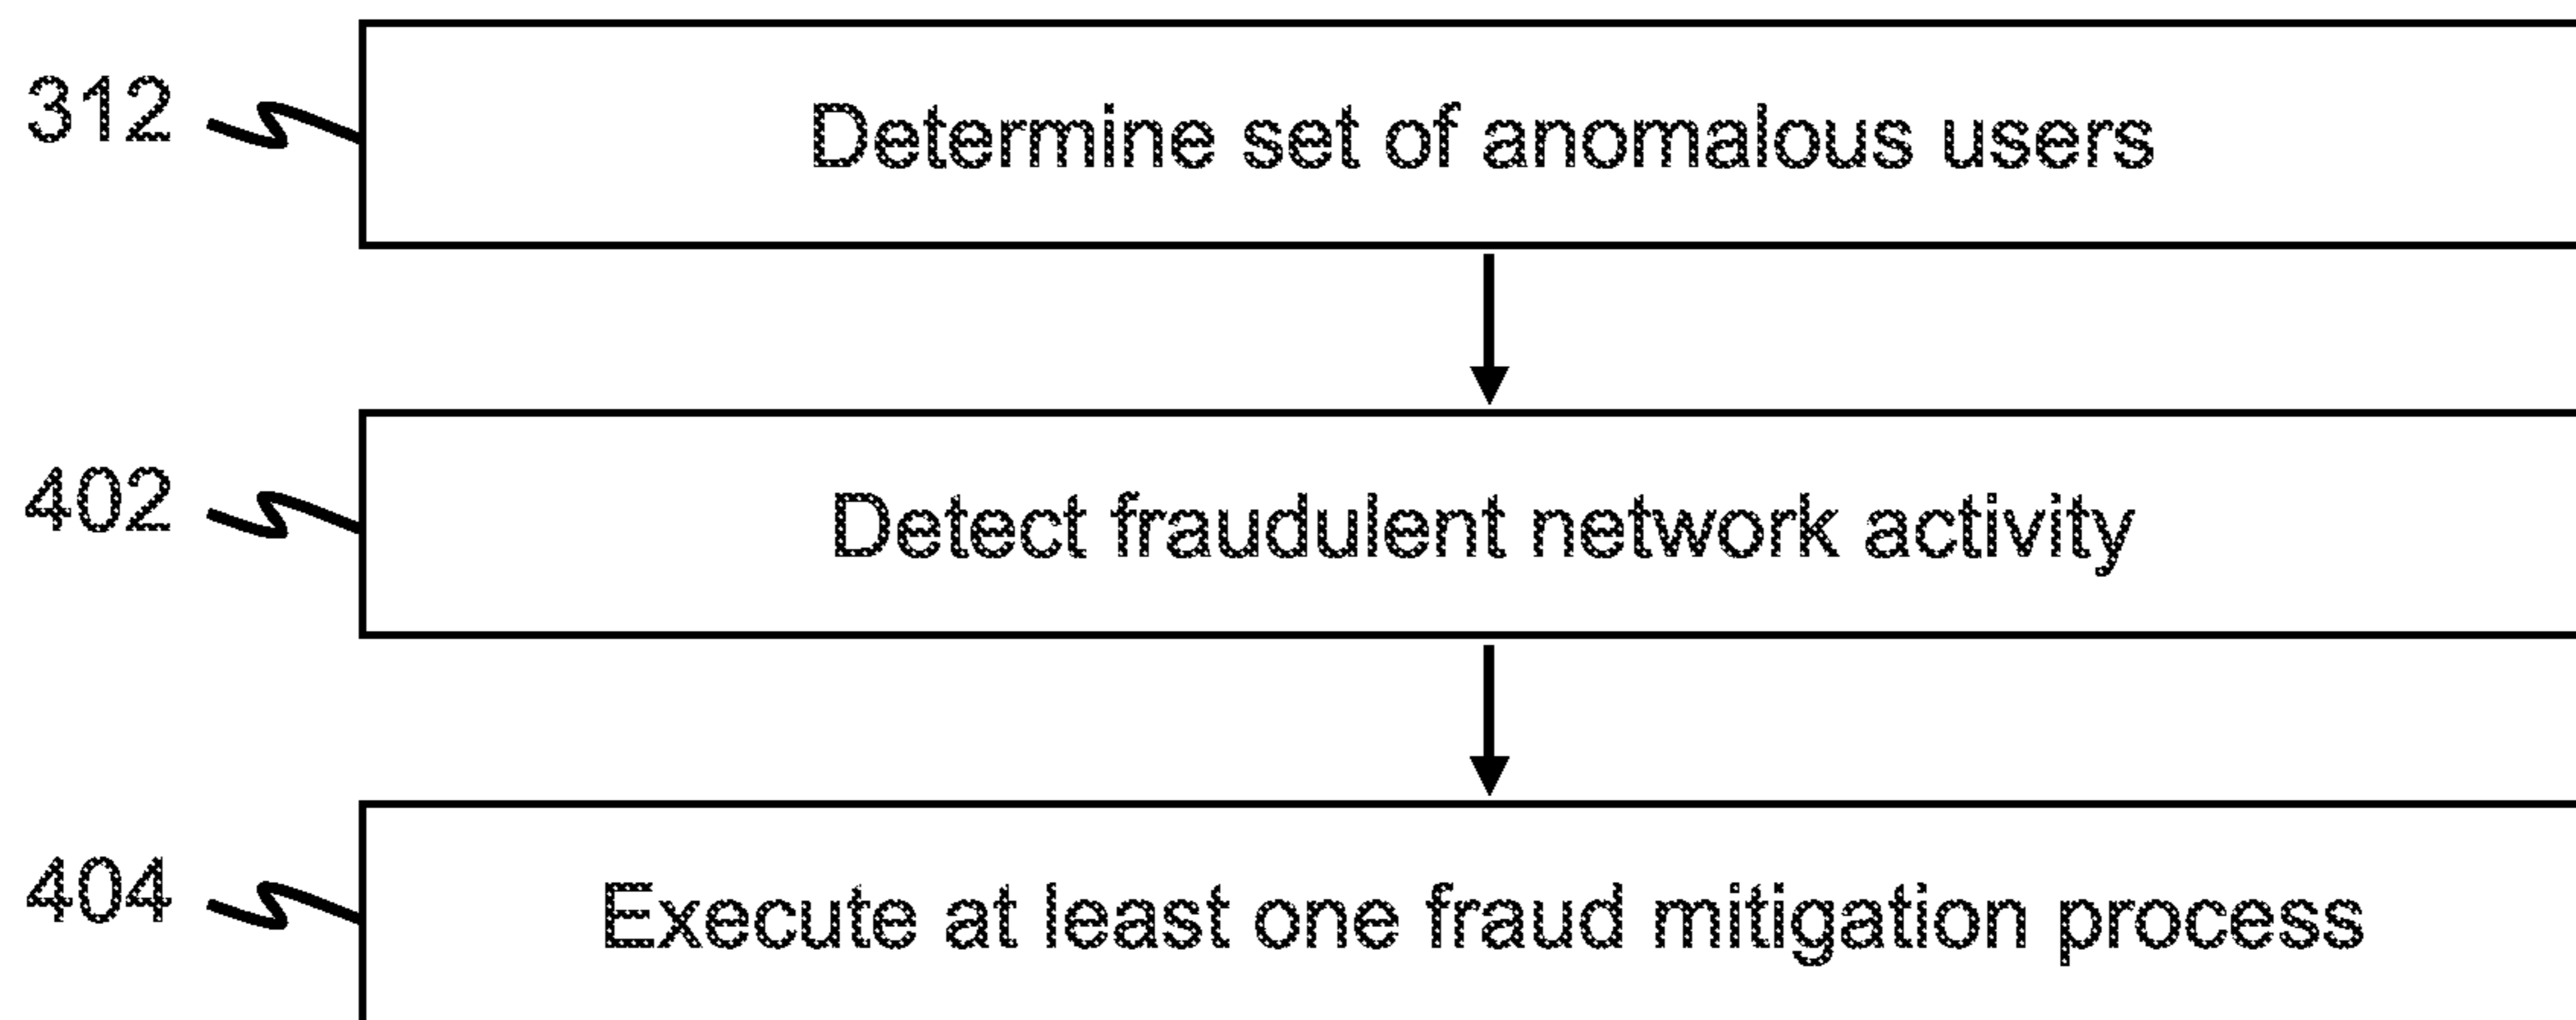 312 Determine set of anomalous users
402 Detect fraudulent network activity
404 Execute at least one fraud mitigation process